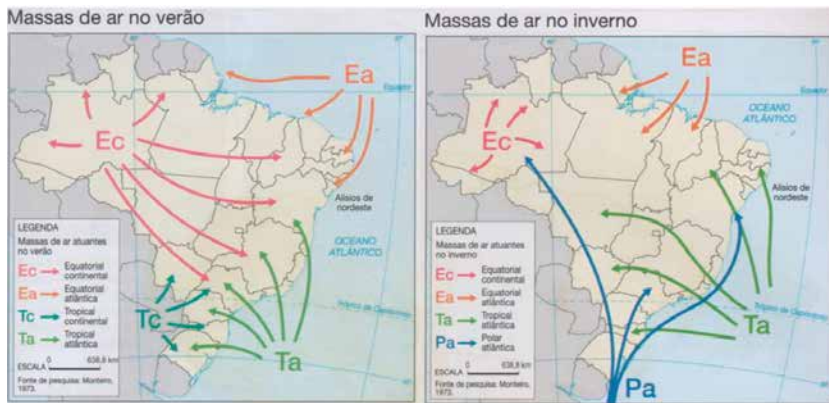 Massas de ar no verão
Ea
Equador
Ec
Alísios de
nordeste
OCEANO
ATLÂNTICO
LEGENDA
Massas de ar atuantes
no verão
Ec Equatorial
continental
Ea Equatorial
atlântica
Tc Tropical
continental
Ta Tropical
atlântica
Tc
Trópico de Capricórnio
Ta
ESCALA 0 638,8 km
Fonte de pesquisa: Monteiro,
1973.
Massas de ar no inverno
Ea
Equador
OCEANO
ATLÂNTICO
Ec
Alísios de
nordeste
LEGENDA
Massas de ar atuantes
no inverno
Ec Equatorial
continental
Ea Equatorial
atlântica
Ta Tropical
atlântica
Pa Polar
atlântica
Trópico de Capricórnio
Ta
Pa
ESCALA 0 638,8 km
Fonte de pesquisa: Monteiro,
1973.